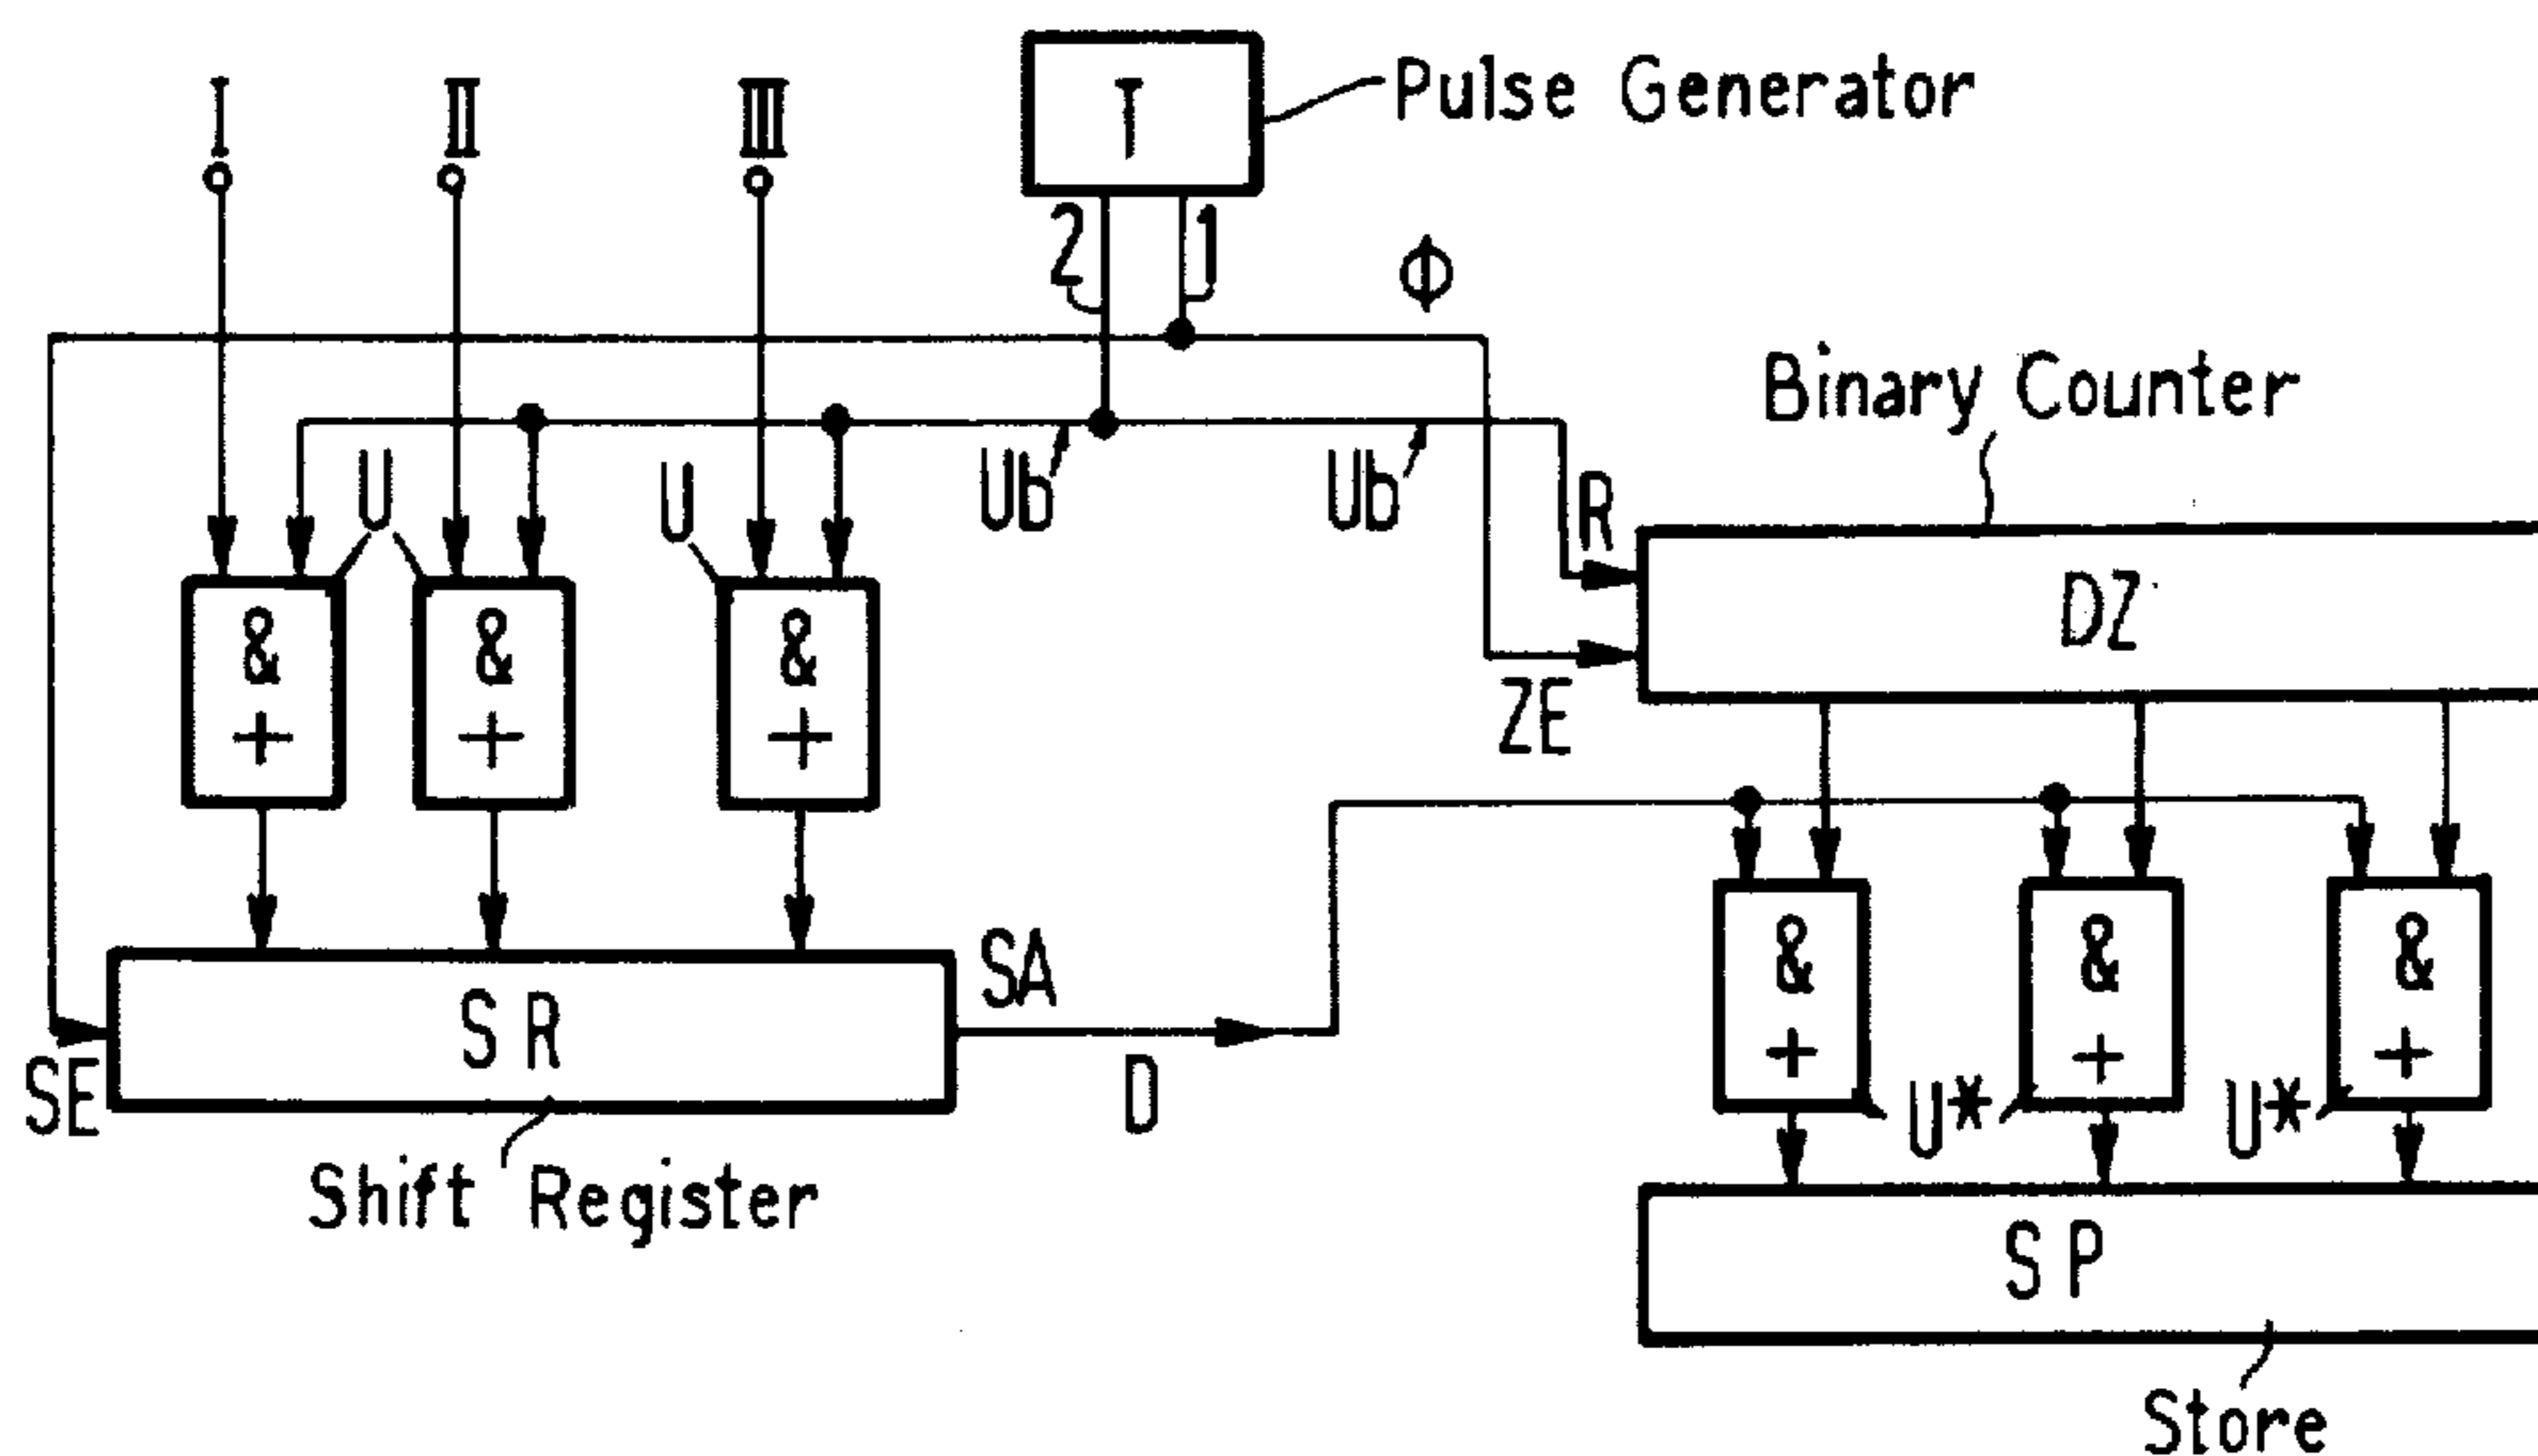 I II III
T
Pulse Generator
2 1
Φ
Binary Counter
U U Ub Ub R
DZ
ZE
& & &
+ + +
SA
SR
SE
D
& & &
+ + +
U* U*
Shift Register
SP
Store